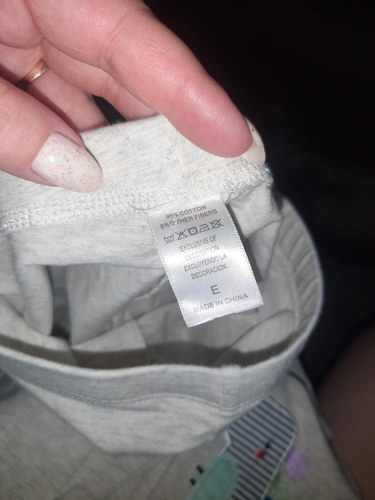 95% COTTON
5% OTHER FIBERS
EXCLUSIVE OF
DECORATION
EXCLUYENDO LA
DECORACION
E
MADE IN CHINA